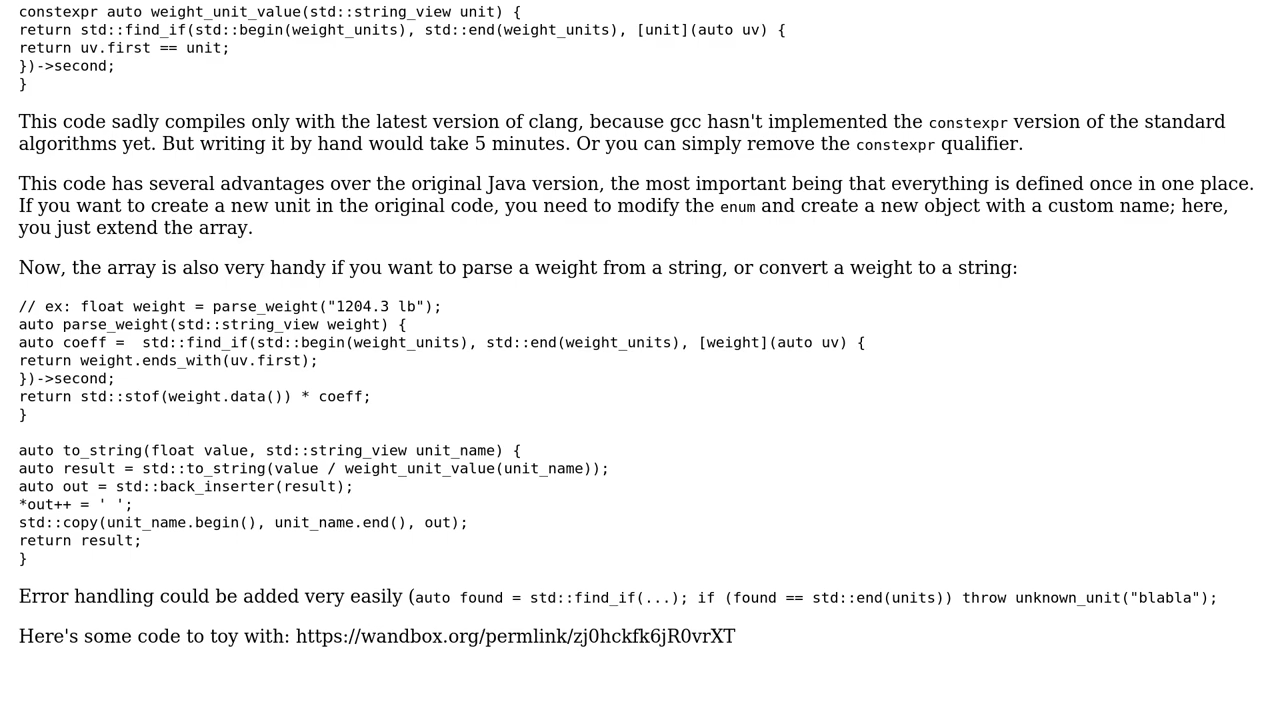 constexpr auto weight_unit_value(std::string_view unit) {
return std::find_if(std::begin(weight_units), std::end(weight_units), [unit](auto uv) {
return uv.first == unit;
})->second;
}
This code sadly compiles only with the latest version of clang, because gcc hasn't implemented the constexpr version of the standard
algorithms yet. But writing it by hand would take 5 minutes. Or you can simply remove the constexpr qualifier.
This code has several advantages over the original Java version, the most important being that everything is defined once in one place.
If you want to create a new unit in the original code, you need to modify the enum and create a new object with a custom name; here,
you just extend the array.
Now, the array is also very handy if you want to parse a weight from a string, or convert a weight to a string:
// ex: float weight = parse_weight("1204.3 lb");
auto parse_weight(std::string_view weight) {
auto coeff =  std::find_if(std::begin(weight_units), std::end(weight_units), [weight](auto uv) {
return weight.ends_with(uv.first);
})->second;
return std::stof(weight.data()) * coeff;
}
auto to_string(float value, std::string_view unit_name) {
auto result = std::to_string(value / weight_unit_value(unit_name));
auto out = std::back_inserter(result);
*out++ = ' ';
std::copy(unit_name.begin(), unit_name.end(), out);
return result;
}
Error handling could be added very easily (auto found = std::find_if(...); if (found == std::end(units)) throw unknown_unit("blabla");
Here's some code to toy with: https://wandbox.org/permlink/zj0hckfk6jR0vrXT